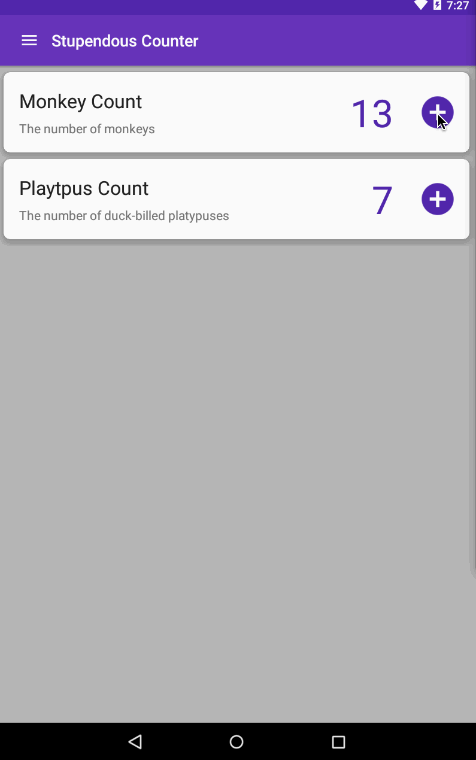 7:27
Stupendous Counter
Monkey Count
The number of monkeys
13
Playtpus Count
The number of duck-billed platypuses
7